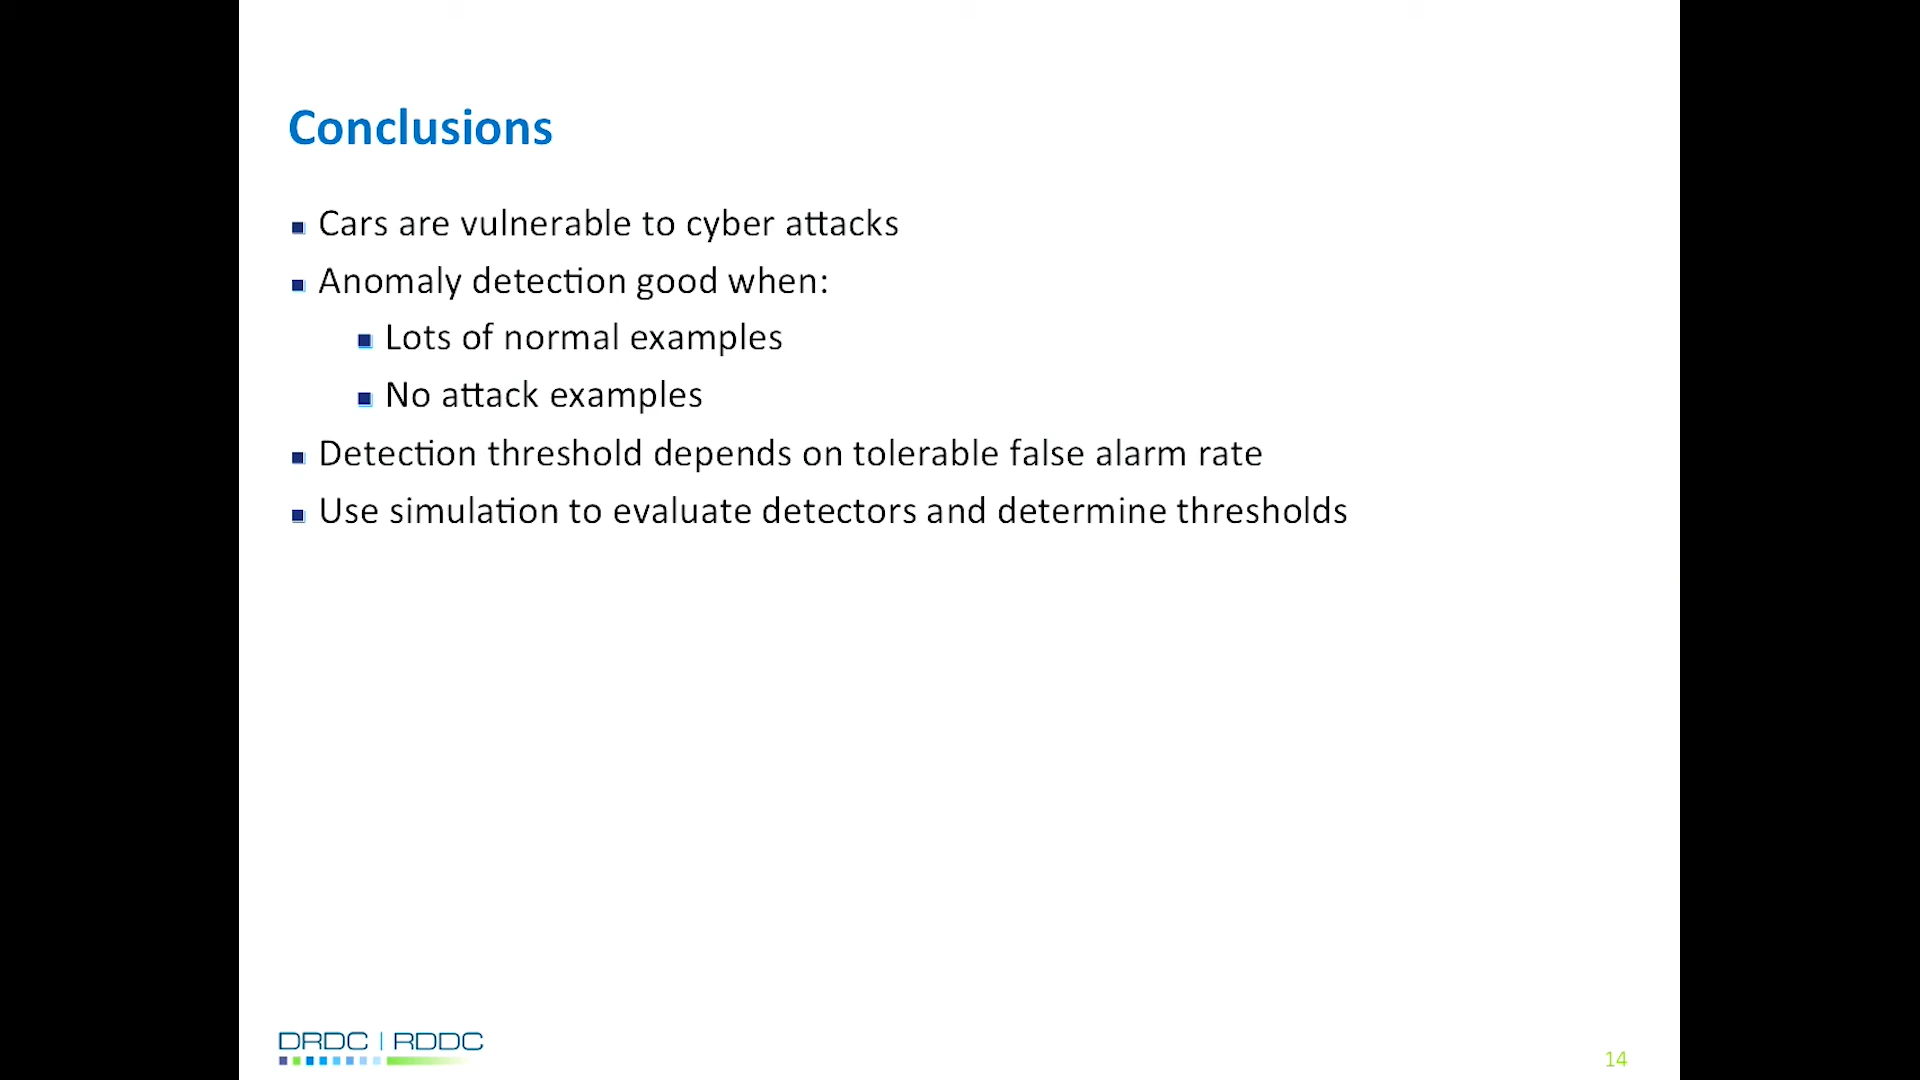 Conclusions
Cars are vulnerable to cyber attacks
Anomaly detection good when:
Lots of normal examples
No attack examples
Detection threshold depends on tolerable false alarm rate
Use simulation to evaluate detectors and determine thresholds
DRDC | RDDC
14